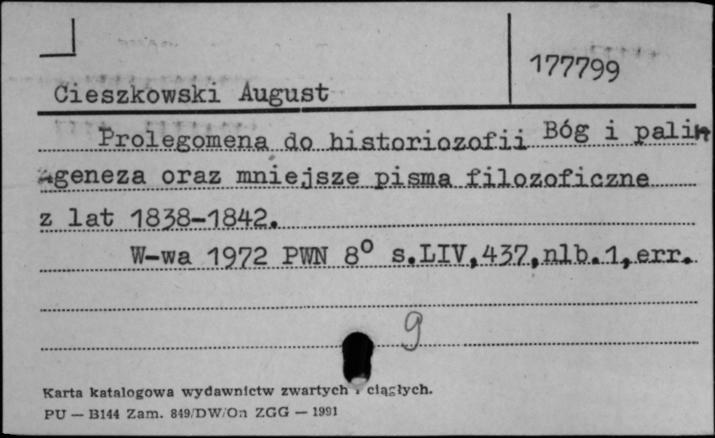 177799
Cieszkowski August
Prolegomena do historiozofii Bóg i palin
geneza oraz mniejsze pisma filozoficzne
z lat 1838-1842.
W-wa 1972 PWN 8° s.LIV,437,nlb.1,err.
9
Karta katalogowa wydawnictw zwartych i ciągłych.
PU — B144 Zam. 849/DW/On ZGG — 1991